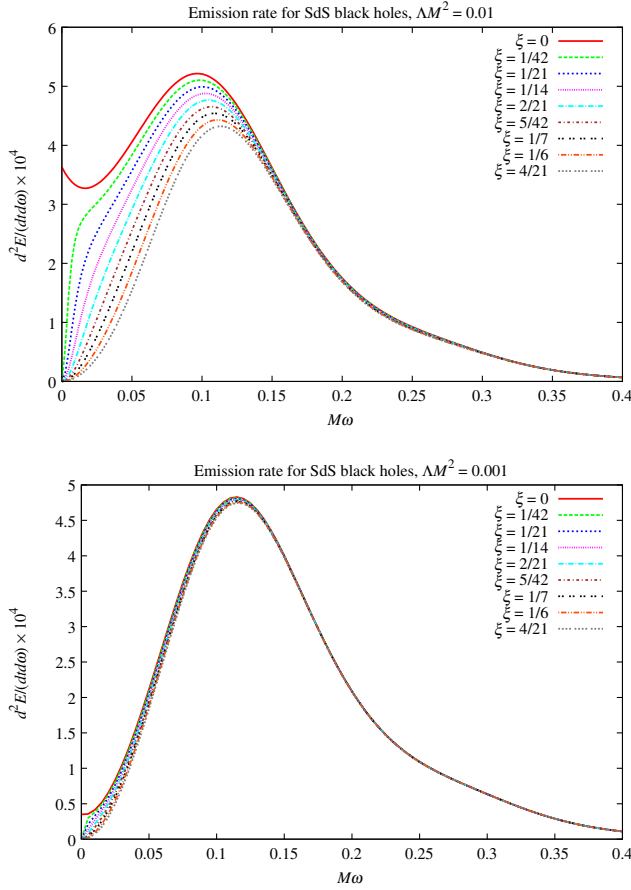 Emission rate for SdS black holes, ΛM² = 0.01
6
5
4
3
2
1
0
d²E/(dtdω) × 10⁴
ξ = 0
ξ = 1/42
ξ = 1/21
ξ = 1/14
ξ = 2/21
ξ = 5/42
ξ = 1/7
ξ = 1/6
ξ = 4/21
0 0.05 0.1 0.15 0.2 0.25 0.3 0.35 0.4
Mω
Emission rate for SdS black holes, ΛM² = 0.001
5
4.5
4
3.5
3
2.5
2
1.5
1
0.5
0
d²E/(dtdω) × 10⁴
ξ = 0
ξ = 1/42
ξ = 1/21
ξ = 1/14
ξ = 2/21
ξ = 5/42
ξ = 1/7
ξ = 1/6
ξ = 4/21
0 0.05 0.1 0.15 0.2 0.25 0.3 0.35 0.4
Mω